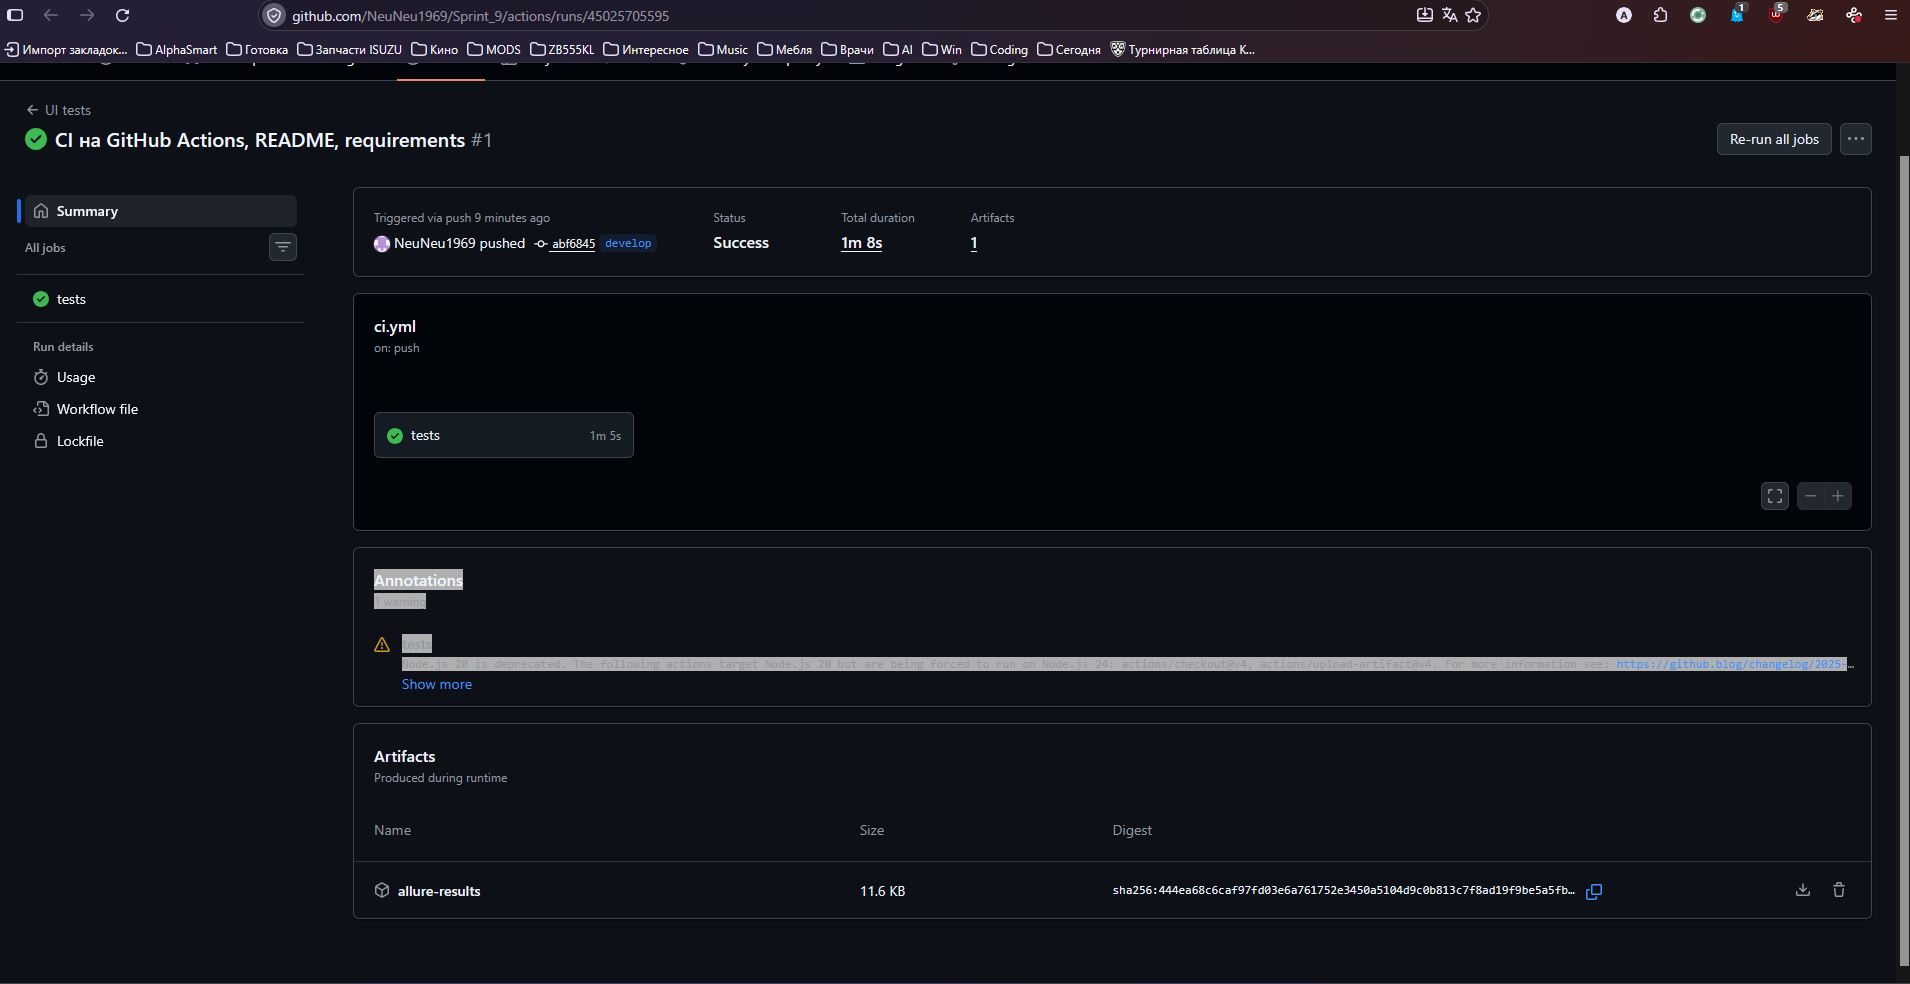 github.com/NeuNeu1969/Sprint_9/actions/runs/45025705595
A
1
5
Импорт закладок...
AlphaSmart
Готовка
Запчасти ISUZU
Кино
MODS
ZB555KL
Интересное
Music
Мебля
Врачи
AI
Win
Coding
Сегодня
Турнирная таблица К...
UI tests
CI на GitHub Actions, README, requirements #1
Re-run all jobs
Summary
All jobs
tests
Run details
Usage
Workflow file
Lockfile
Triggered via push 9 minutes ago
NeuNeu1969 pushed abf6845 develop
Status
Success
Total duration
1m 8s
Artifacts
1
ci.yml
on: push
tests 1m 5s
Annotations
1 warning
tests
Node.js 20 is deprecated. The following actions target Node.js 20 but are being forced to run on Node.js 24: actions/checkout@v4, actions/upload-artifact@v4. For more information see: https://github.blog/changelog/2025-…
Show more
Artifacts
Produced during runtime
Name Size Digest
allure-results 11.6 KB sha256:444ea68c6caf97fd03e6a761752e3450a5104d9c0b813c7f8ad19f9be5a5fb…